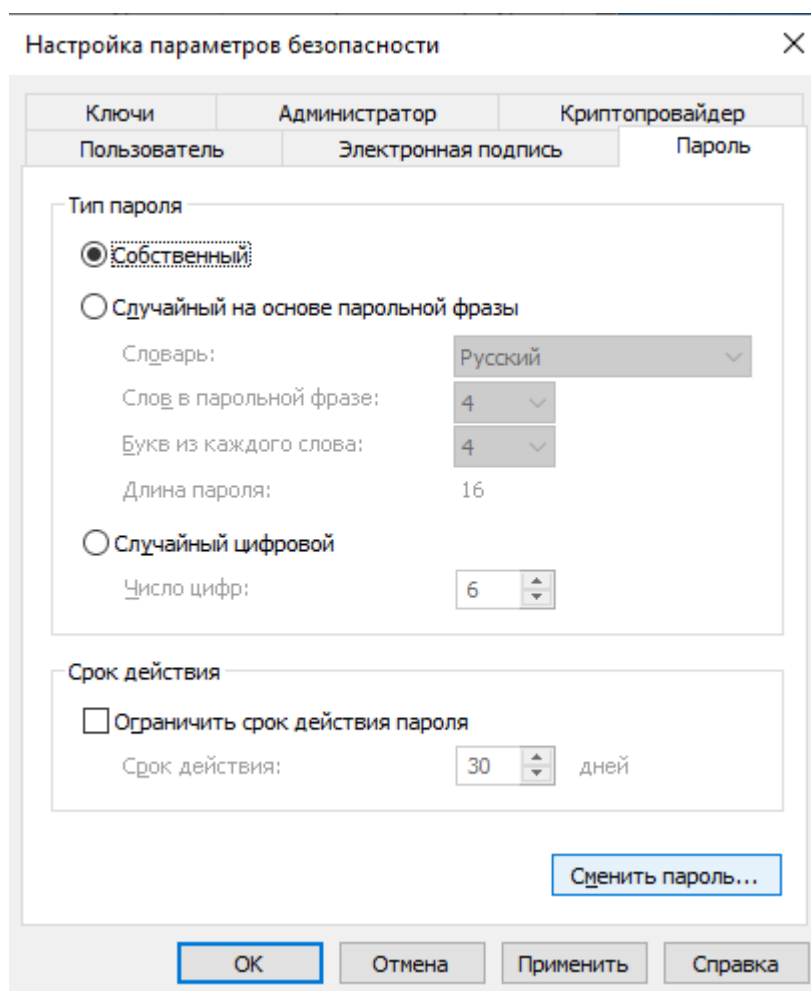 Настройка параметров безопасности
Ключи Администратор Криптопровайдер
Пользователь Электронная подпись Пароль
Тип пароля
Собственный
Случайный на основе парольной фразы
Словарь: Русский
Слов в парольной фразе: 4
Букв из каждого слова: 4
Длина пароля: 16
Случайный цифровой
Число цифр: 6
Срок действия
Ограничить срок действия пароля
Срок действия: 30 дней
Сменить пароль...
ОК Отмена Применить Справка